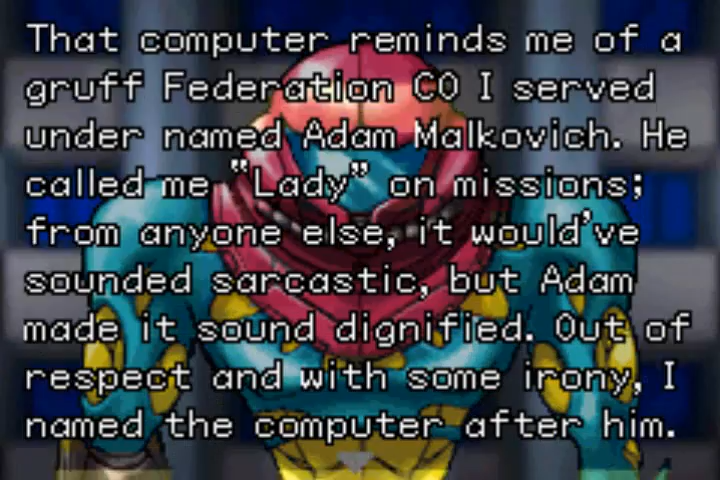 That computer reminds me of a
gruff Federation CO I served
under named Adam Malkovich. He
called me "Lady" on missions;
from anyone else, it would've
sounded sarcastic, but Adam
made it sound dignified. Out of
respect and with some irony, I
named the computer after him.